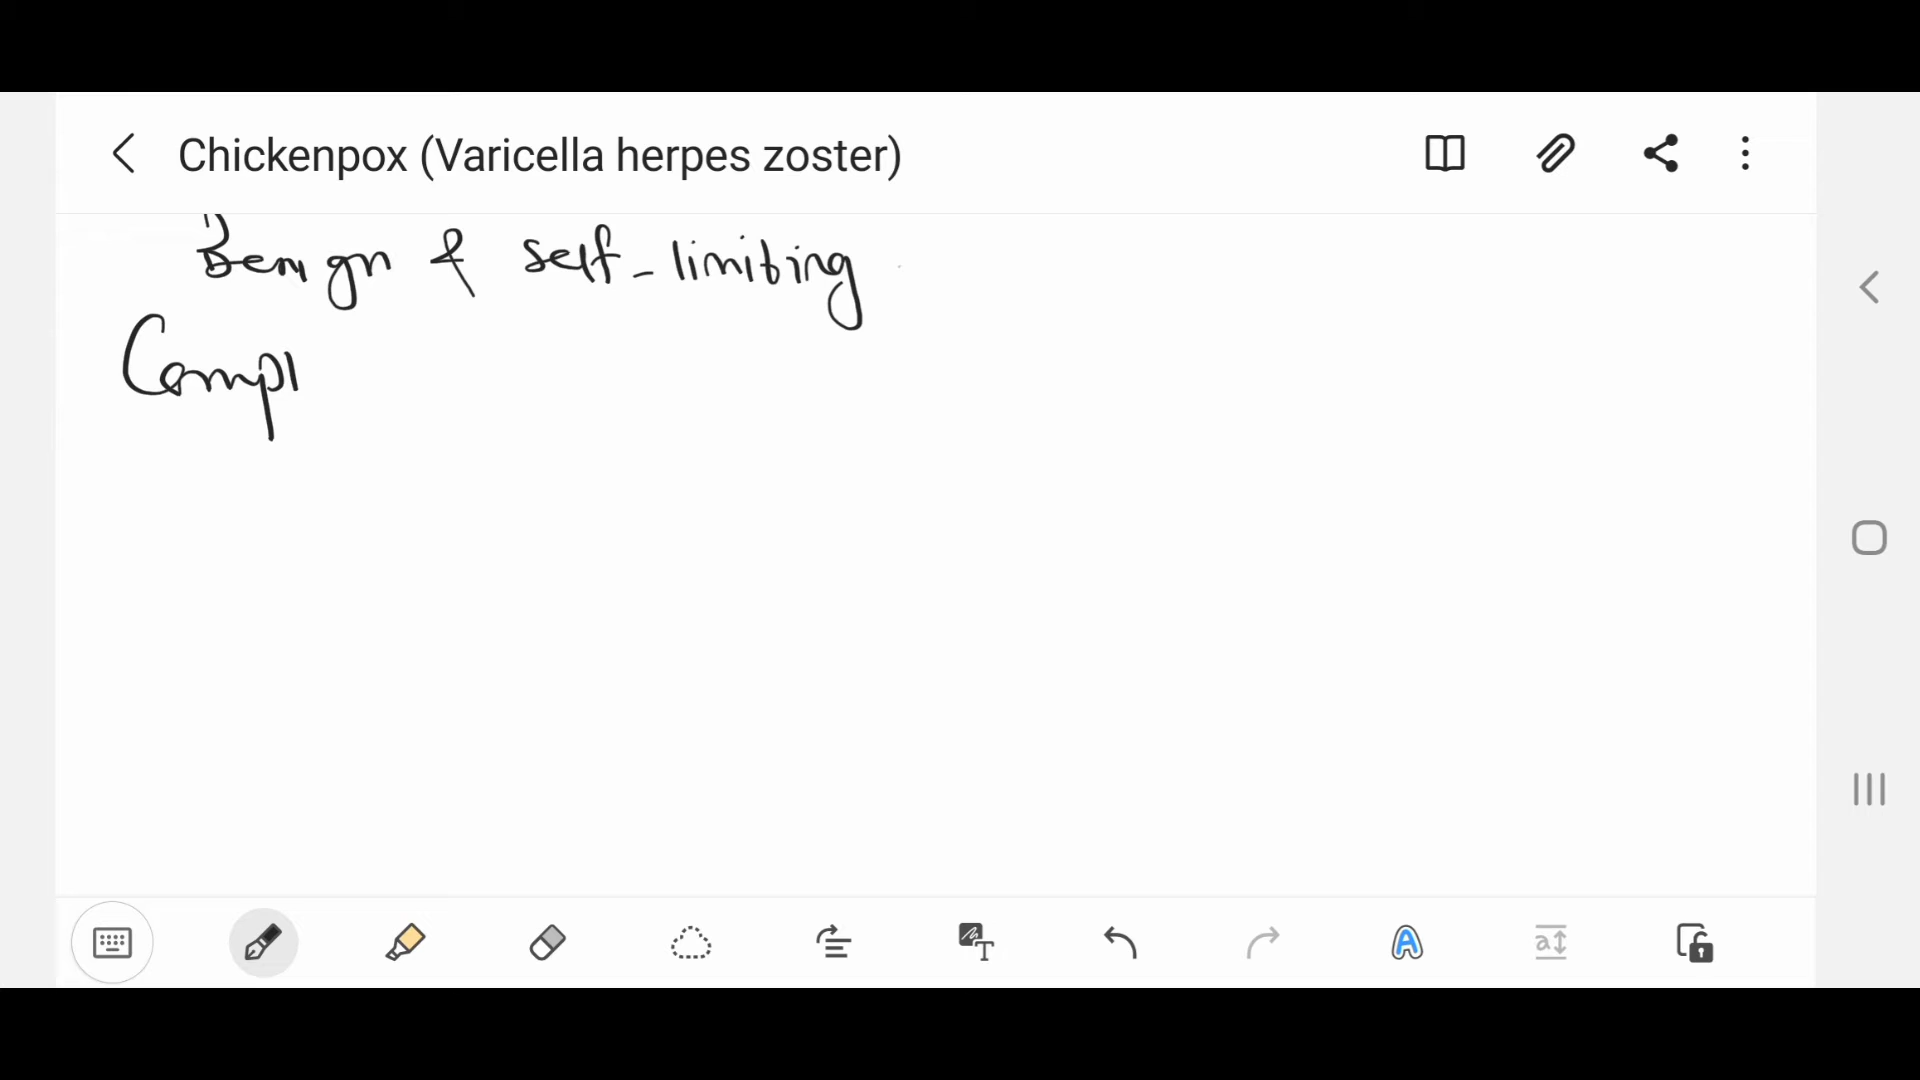 Chickenpox (Varicella herpes zoster)
Benign & self-limiting
Compl